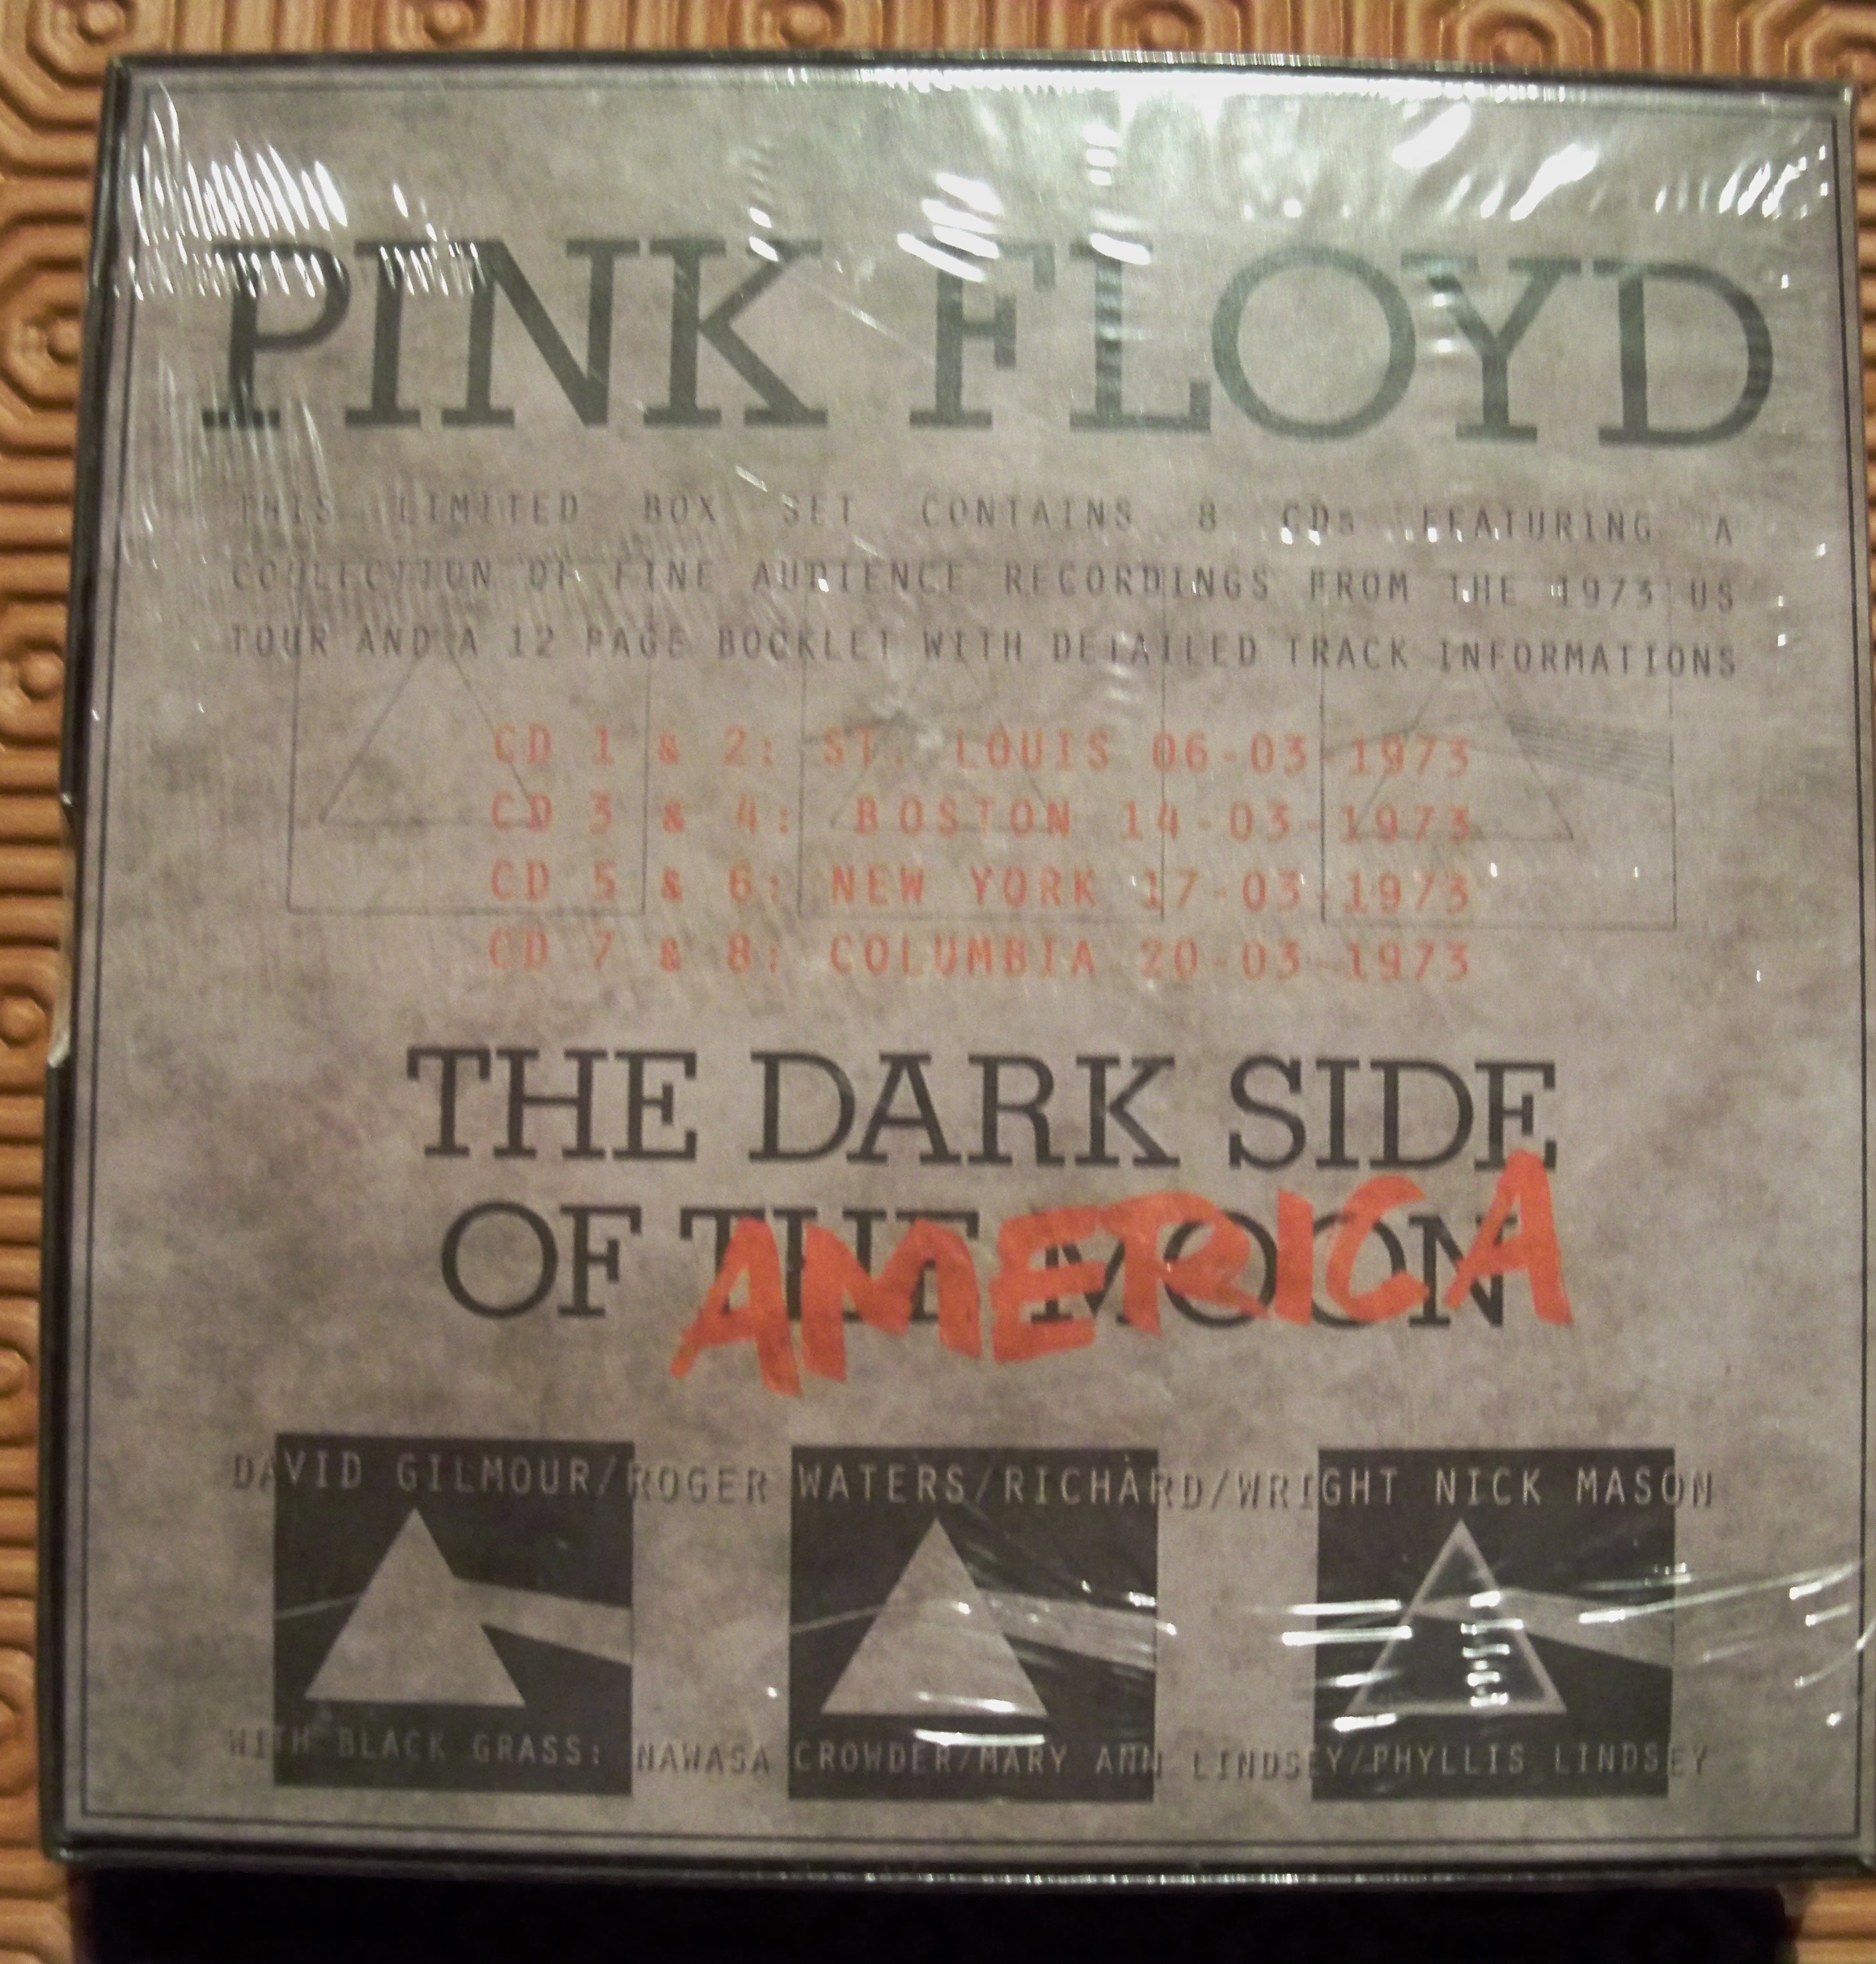 PINK FLOYD
THIS LIMITED BOX SET CONTAINS 8 CDs FEATURING A
COLLECTION OF FINE AUDIENCE RECORDINGS FROM THE 1973 US
TOUR AND A 12 PAGE BOOKLET WITH DETAILED TRACK INFORMATIONS
CD 1 & 2: ST. LOUIS 06-03-1973
CD 3 & 4: BOSTON 14-03-1973
CD 5 & 6: NEW YORK 17-03-1973
CD 7 & 8: COLUMBIA 20-03-1973
THE DARK SIDE
OF THE MOON
AMERICA
DAVID GILMOUR/ROGER WATERS/RICHARD/WRIGHT NICK MASON
WITH BLACK GRASS: NAWASA CROWDER/MARY ANN LINDSEY/PHYLLIS LINDSEY